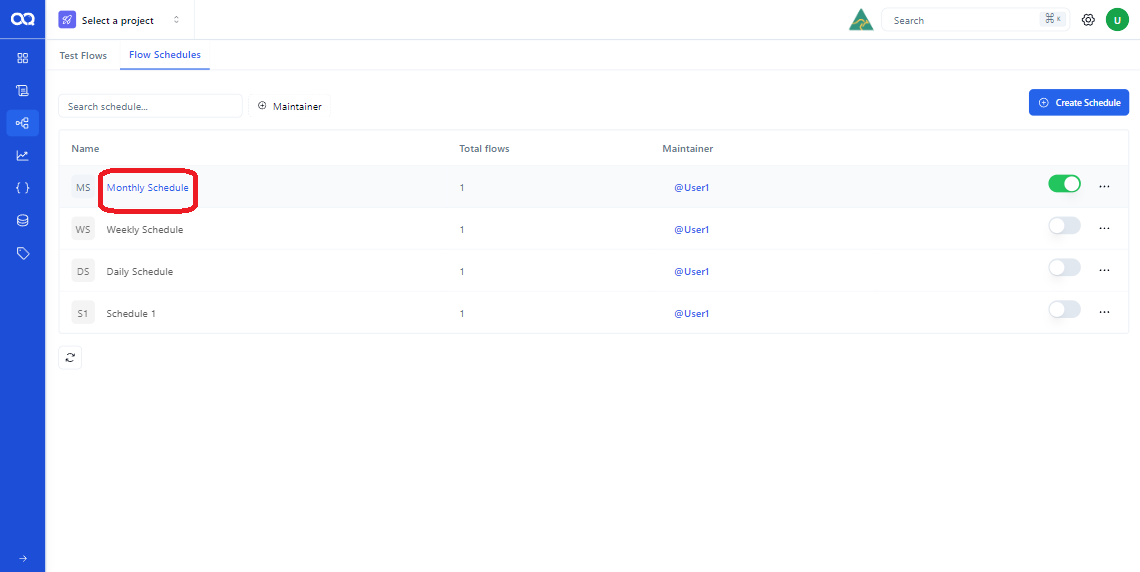 Select a project
Search
⌘ K
U
Test Flows
Flow Schedules
Search schedule...
Maintainer
Create Schedule
Name Total flows Maintainer
MS Monthly Schedule 1 @User1
WS Weekly Schedule 1 @User1
DS Daily Schedule 1 @User1
S1 Schedule 1 1 @User1